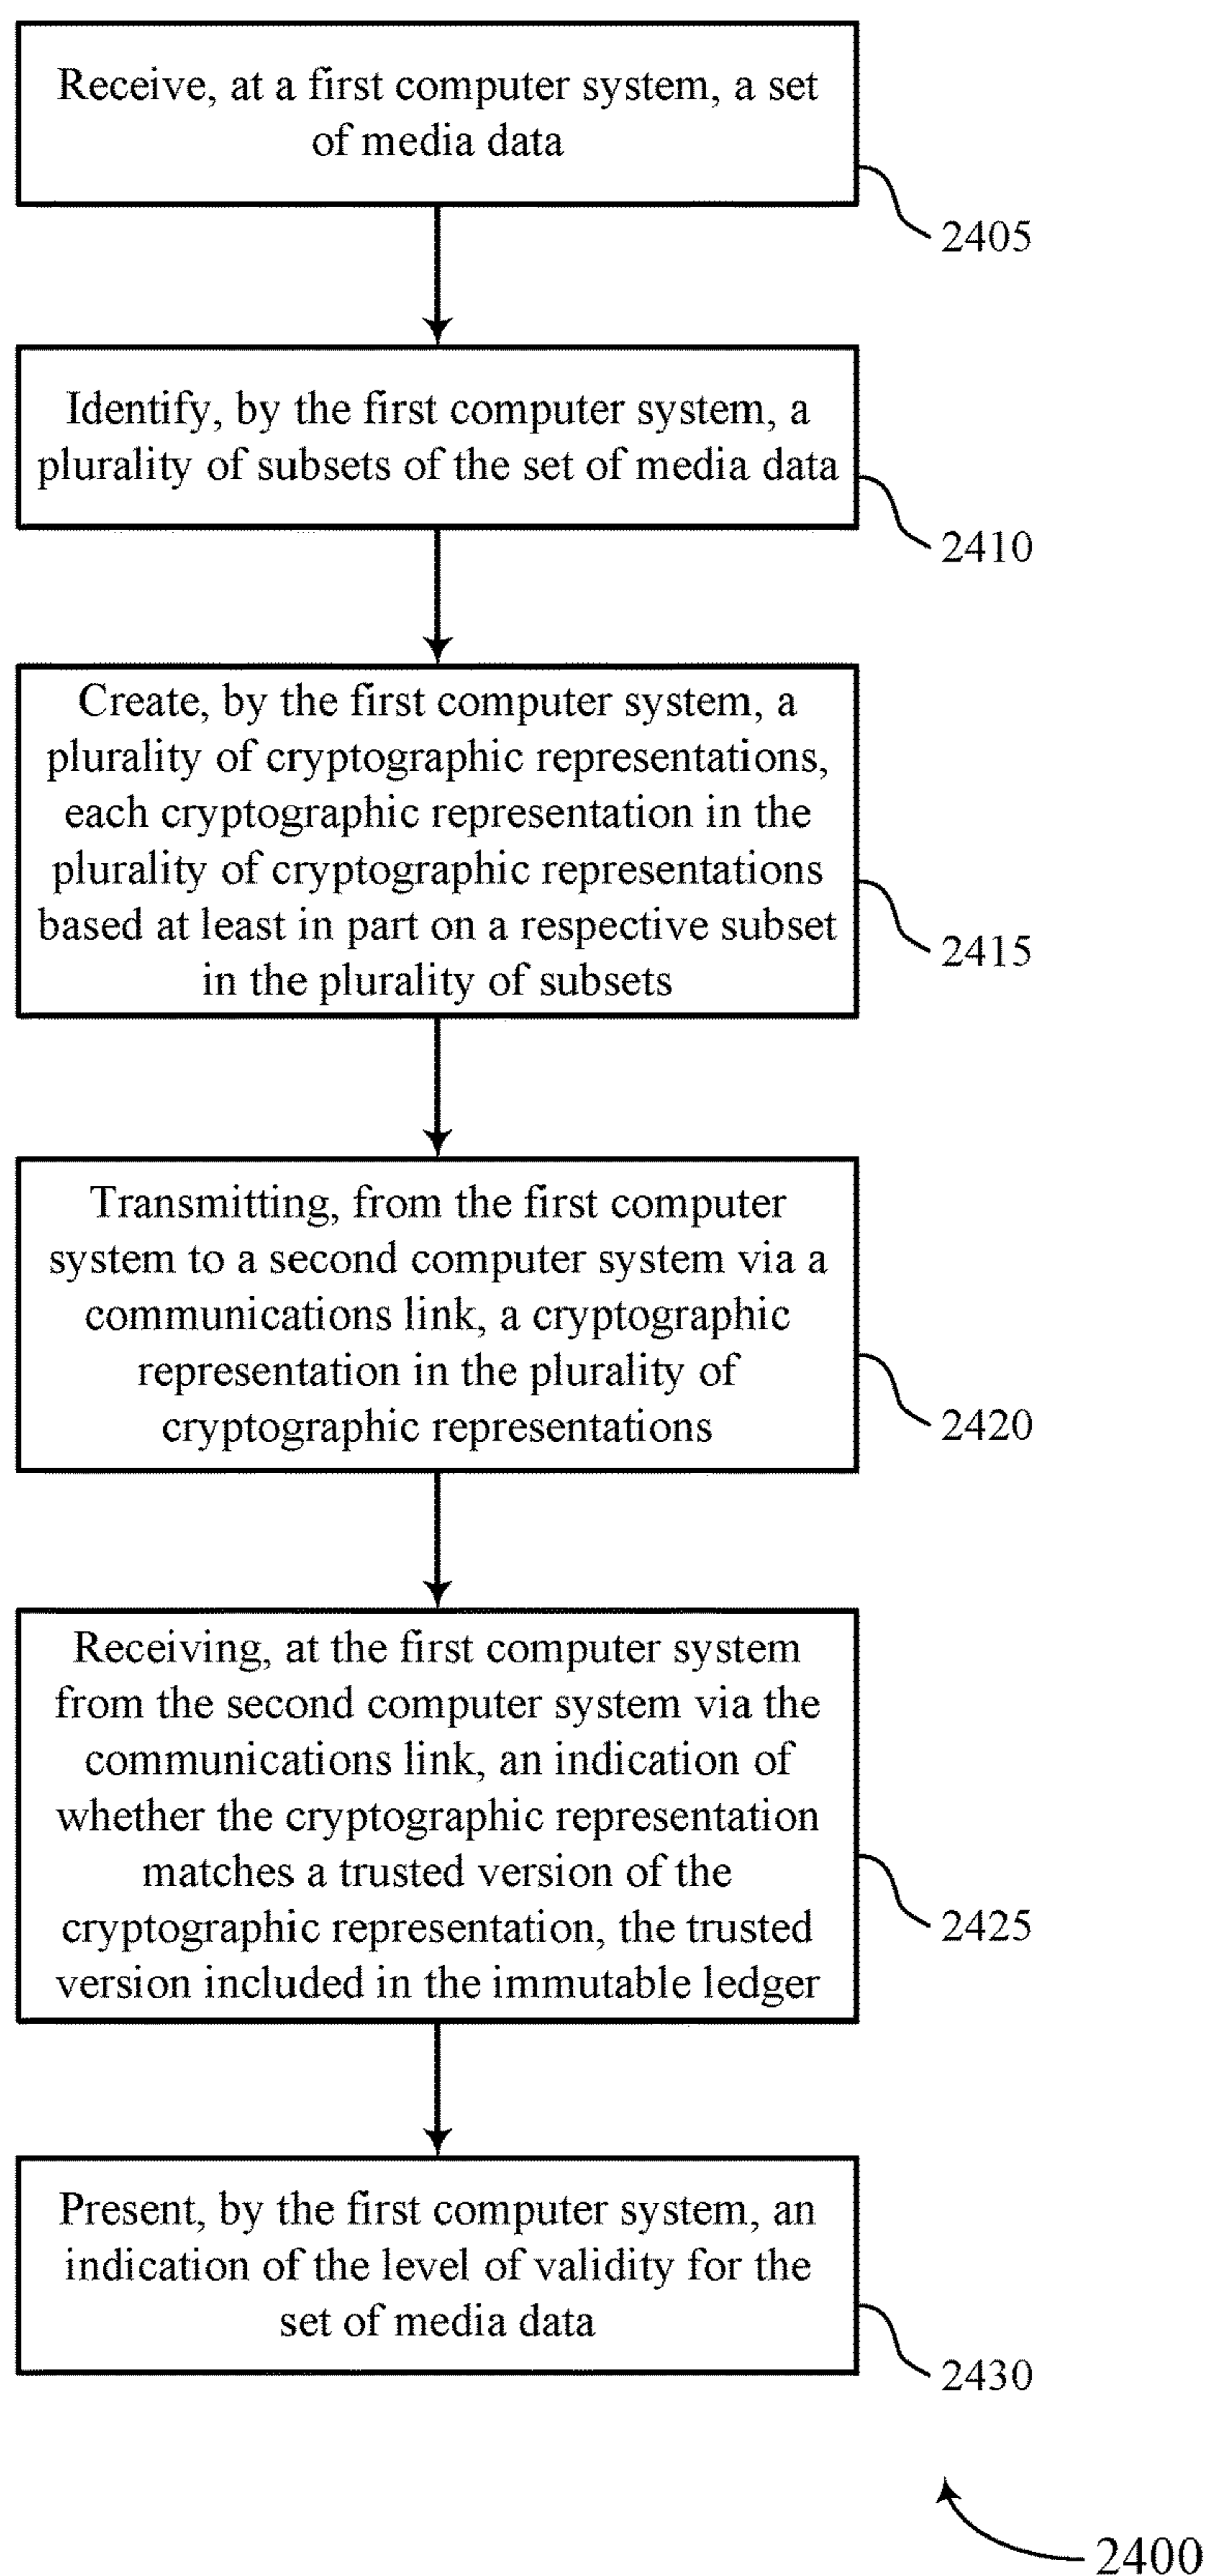 Receive, at a first computer system, a set
of media data
2405
Identify, by the first computer system, a
plurality of subsets of the set of media data
2410
Create, by the first computer system, a
plurality of cryptographic representations,
each cryptographic representation in the
plurality of cryptographic representations
based at least in part on a respective subset
in the plurality of subsets
2415
Transmitting, from the first computer
system to a second computer system via a
communications link, a cryptographic
representation in the plurality of
cryptographic representations
2420
Receiving, at the first computer system
from the second computer system via the
communications link, an indication of
whether the cryptographic representation
matches a trusted version of the
cryptographic representation, the trusted
version included in the immutable ledger
2425
Present, by the first computer system, an
indication of the level of validity for the
set of media data
2430
2400